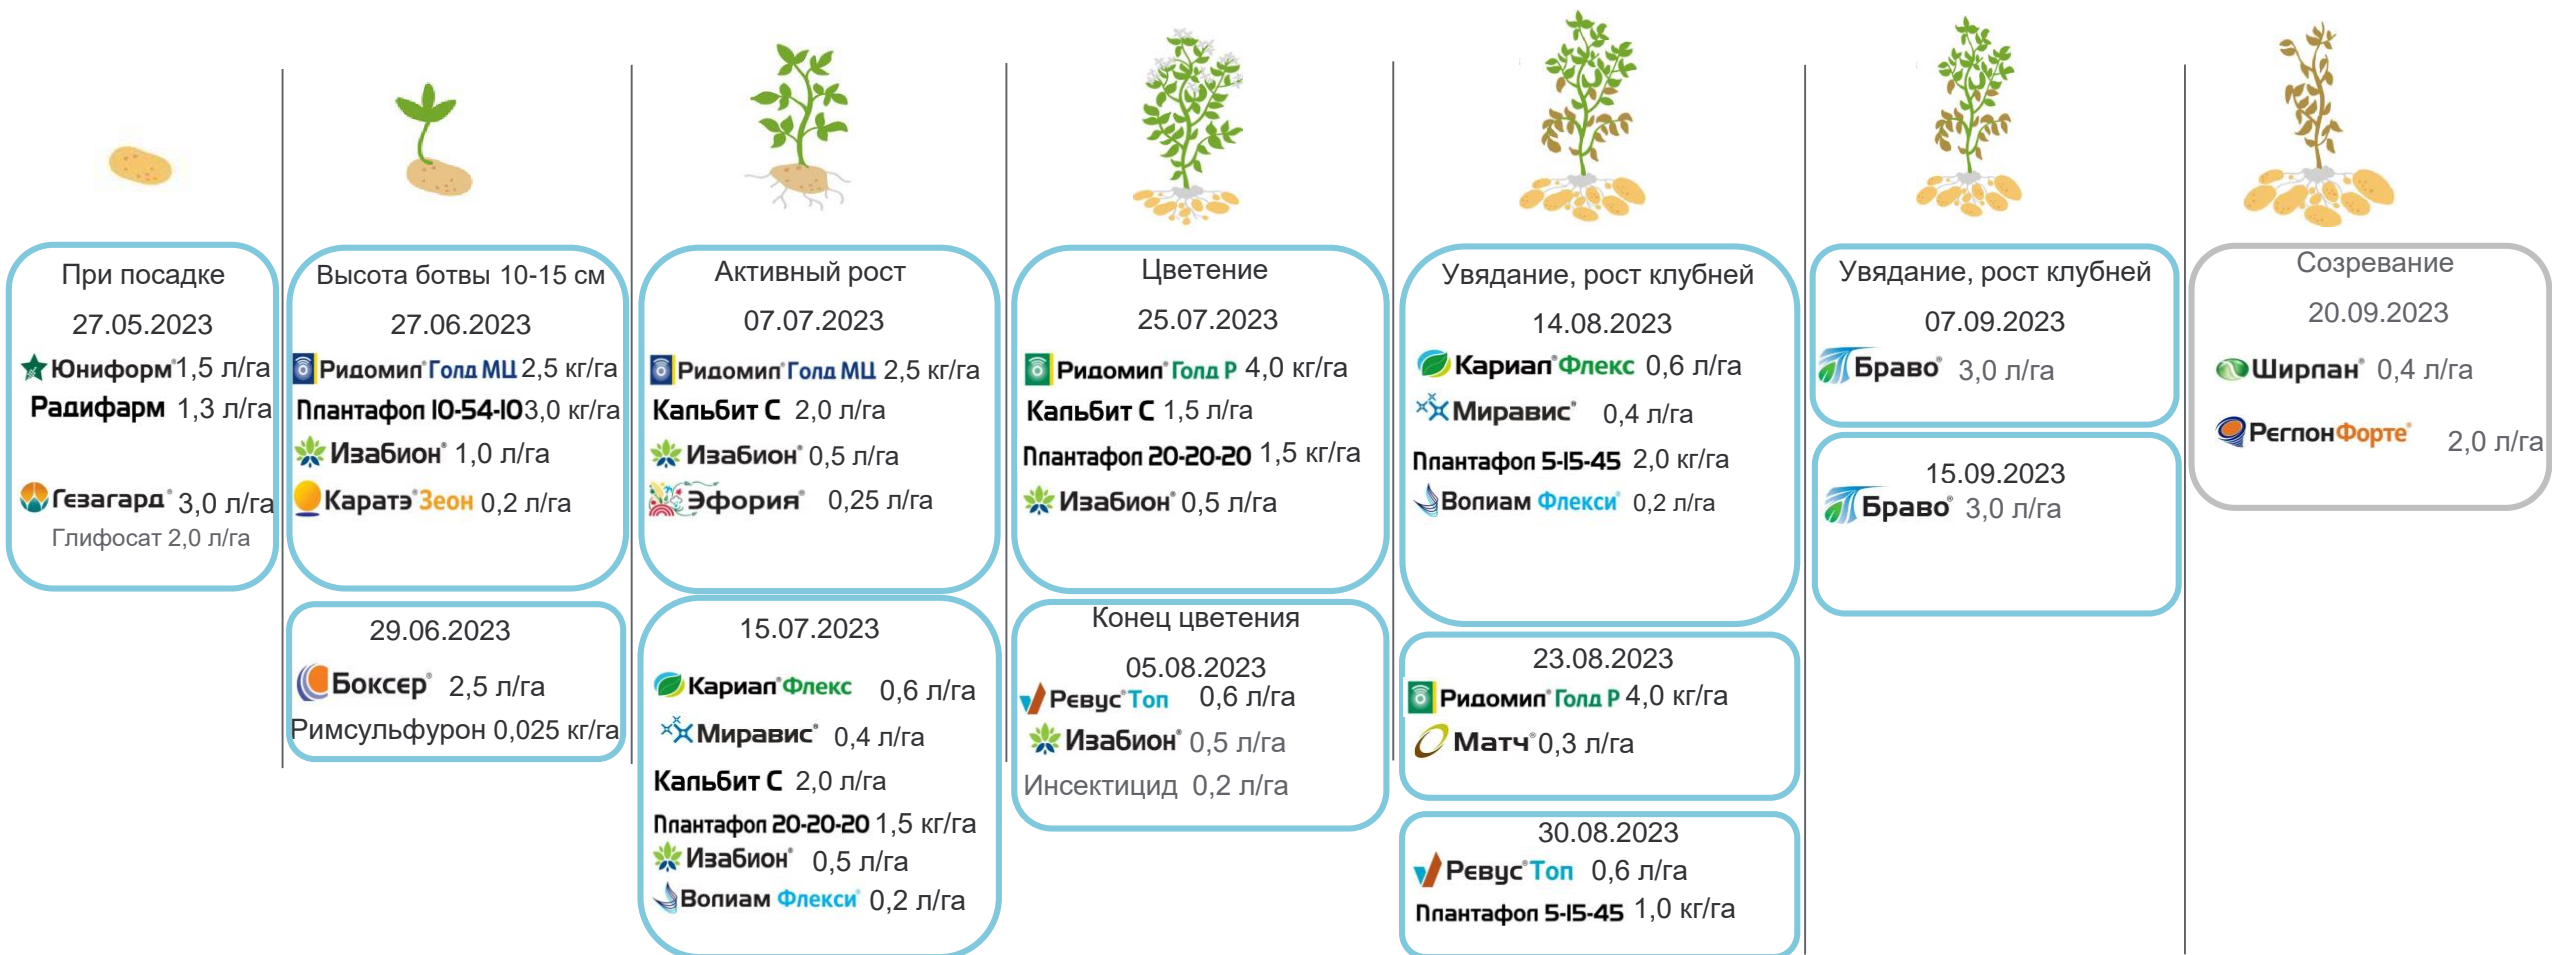 При посадке
27.05.2023
Юниформ® 1,5 л/га
Радифарм 1,3 л/га
Гезагард® 3,0 л/га
Глифосат 2,0 л/га
Высота ботвы 10-15 см
27.06.2023
Ридомил® Голд МЦ 2,5 кг/га
Плантафол 10-54-10 3,0 кг/га
Изабион® 1,0 л/га
Каратэ® Зеон 0,2 л/га
29.06.2023
Боксер® 2,5 л/га
Римсульфурон 0,025 кг/га
Активный рост
07.07.2023
Ридомил® Голд МЦ 2,5 кг/га
Кальбит С 2,0 л/га
Изабион® 0,5 л/га
Эфория® 0,25 л/га
15.07.2023
Кариал® Флекс 0,6 л/га
Миравис® 0,4 л/га
Кальбит С 2,0 л/га
Плантафол 20-20-20 1,5 кг/га
Изабион® 0,5 л/га
Волиам Флекси® 0,2 л/га
Цветение
25.07.2023
Ридомил® Голд Р 4,0 кг/га
Кальбит С 1,5 л/га
Плантафол 20-20-20 1,5 кг/га
Изабион® 0,5 л/га
Конец цветения
05.08.2023
Ревус® Топ 0,6 л/га
Изабион® 0,5 л/га
Инсектицид 0,2 л/га
Увядание, рост клубней
14.08.2023
Кариал® Флекс 0,6 л/га
Миравис® 0,4 л/га
Плантафол 5-15-45 2,0 кг/га
Волиам Флекси® 0,2 л/га
23.08.2023
Ридомил® Голд Р 4,0 кг/га
Матч® 0,3 л/га
30.08.2023
Ревус® Топ 0,6 л/га
Плантафол 5-15-45 1,0 кг/га
Увядание, рост клубней
07.09.2023
Браво® 3,0 л/га
15.09.2023
Браво® 3,0 л/га
Созревание
20.09.2023
Ширлан® 0,4 л/га
Реглон Форте® 2,0 л/га